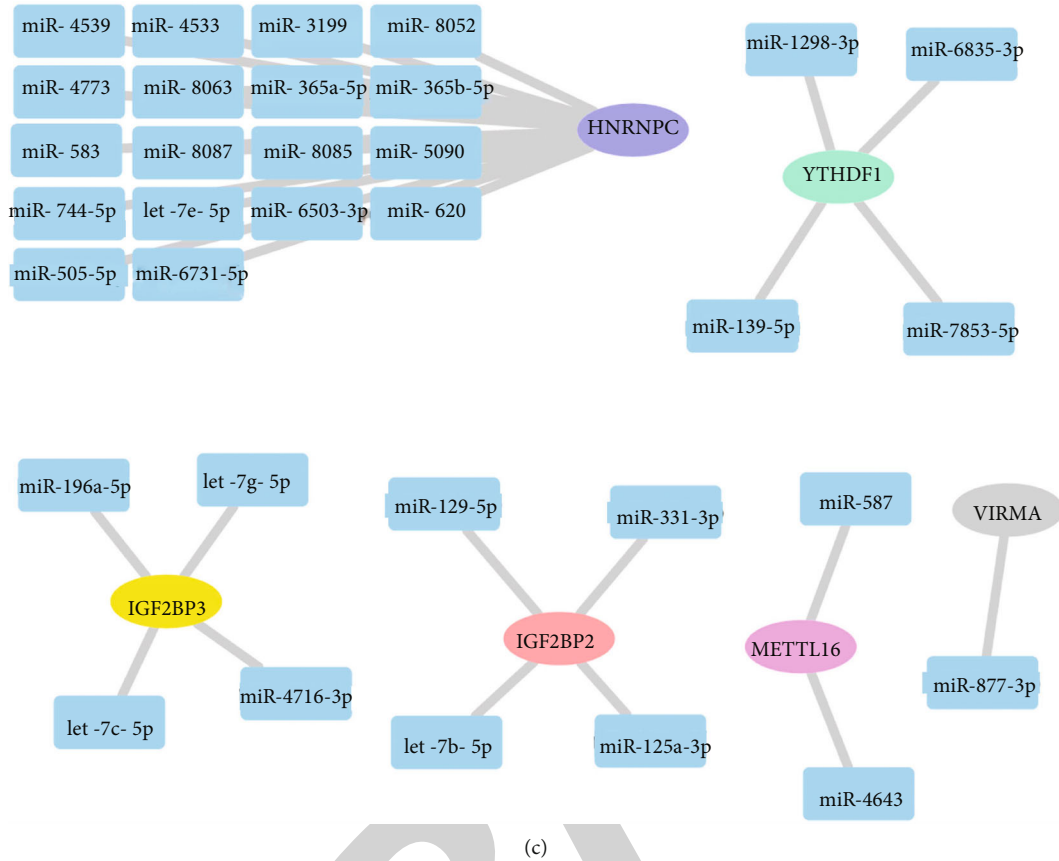 miR- 4539 miR- 4533 miR- 3199 miR- 8052
miR- 4773 miR- 8063 miR- 365a-5p miR- 365b-5p
HNRNPC
miR- 583 miR- 8087 miR- 8085 miR- 5090
miR- 744-5p let -7e- 5p miR- 6503-3p miR- 620
miR-505-5p miR-6731-5p
miR-1298-3p miR-6835-3p
YTHDF1
miR-139-5p miR-7853-5p
miR-196a-5p let -7g- 5p
IGF2BP3
let -7c- 5p miR-4716-3p
miR-129-5p miR-331-3p
IGF2BP2
let -7b- 5p miR-125a-3p
miR-587
METTL16
miR-4643
VIRMA
miR-877-3p
(c)